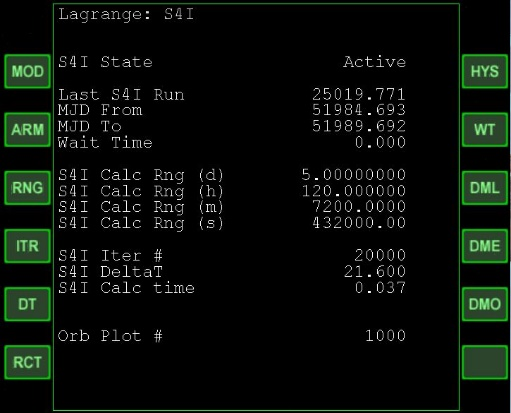 Lagrange: S4I
MOD
S4I State Active
HYS
Last S4I Run 25019.771
MJD From 51984.693
ARM
MJD To 51989.692
WT
Wait Time 0.000
S4I Calc Rng (d) 5.00000000
RNG
S4I Calc Rng (h) 120.000000
DML
S4I Calc Rng (m) 7200.0000
S4I Calc Rng (s) 432000.00
ITR
S4I Iter # 20000
DME
S4I DeltaT 21.600
S4I Calc time 0.037
DT
DMO
Orb Plot # 1000
RCT